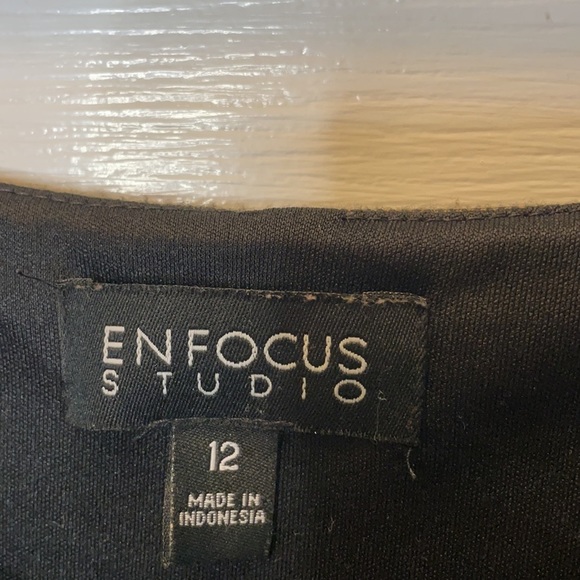 ENFOCUS
STUDIO
12
MADE IN
INDONESIA